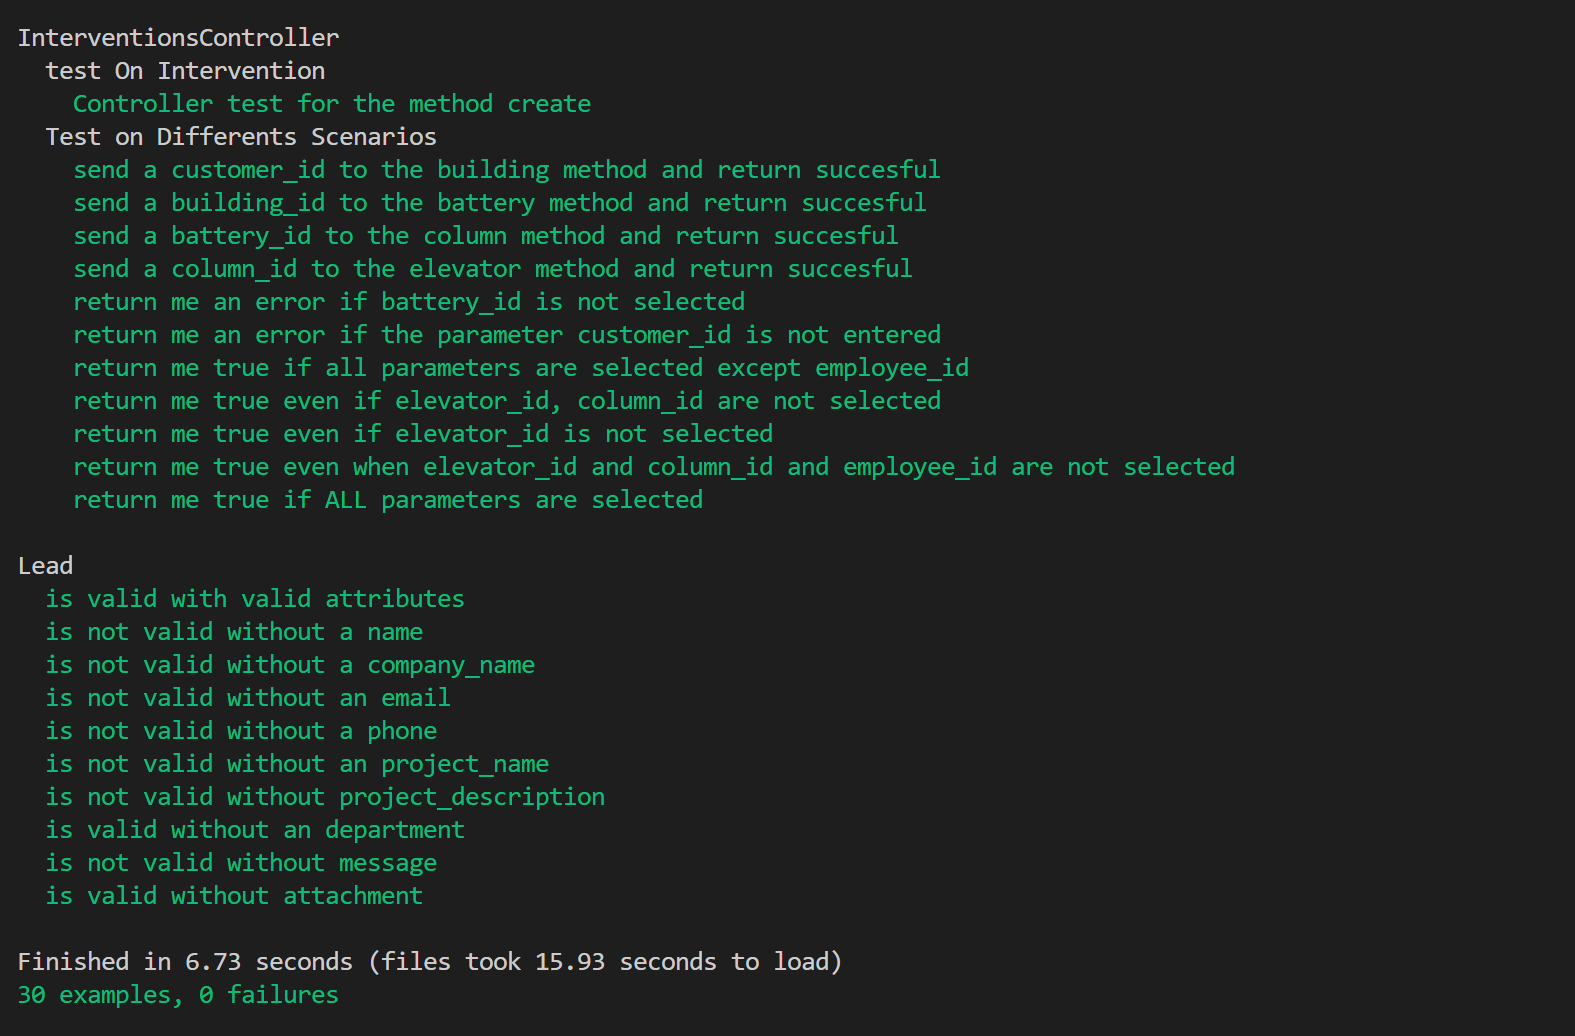 InterventionsController
test On Intervention
Controller test for the method create
Test on Differents Scenarios
send a customer_id to the building method and return succesful
send a building_id to the battery method and return succesful
send a battery_id to the column method and return succesful
send a column_id to the elevator method and return succesful
return me an error if battery_id is not selected
return me an error if the parameter customer_id is not entered
return me true if all parameters are selected except employee_id
return me true even if elevator_id, column_id are not selected
return me true even if elevator_id is not selected
return me true even when elevator_id and column_id and employee_id are not selected
return me true if ALL parameters are selected
Lead
is valid with valid attributes
is not valid without a name
is not valid without a company_name
is not valid without an email
is not valid without a phone
is not valid without an project_name
is not valid without project_description
is valid without an department
is not valid without message
is valid without attachment
Finished in 6.73 seconds (files took 15.93 seconds to load)
30 examples, 0 failures